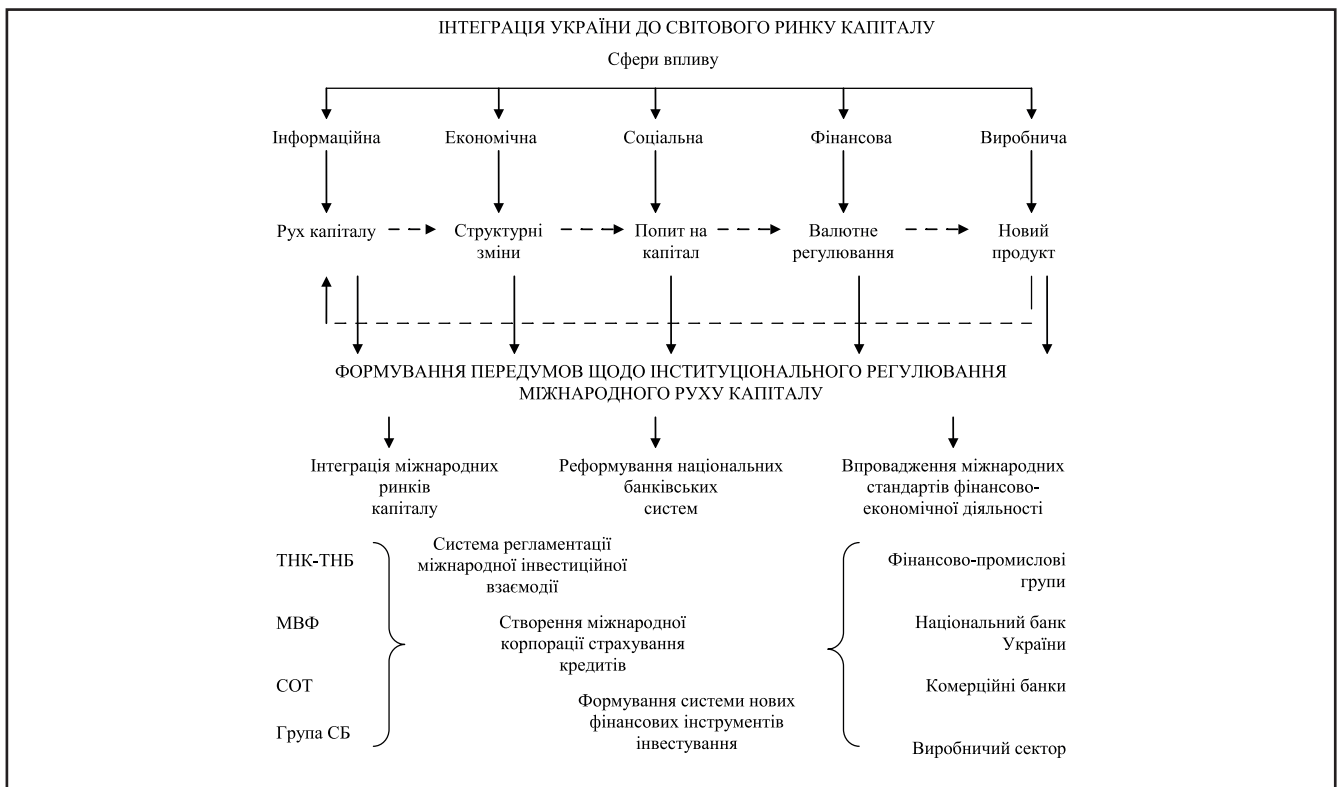 ІНТЕГРАЦІЯ УКРАЇНИ ДО СВІТОВОГО РИНКУ КАПІТАЛУ
Сфери впливу
Інформаційна Економічна Соціальна Фінансова Виробнича
Рух капіталу Структурні Попит на Валютне Новий
зміни капітал регулювання продукт
ФОРМУВАННЯ ПЕРЕДУМОВ ЩОДО ІНСТИТУЦІОНАЛЬНОГО РЕГУЛЮВАННЯ
МІЖНАРОДНОГО РУХУ КАПІТАЛУ
Інтеграція міжнародних
ринків
капіталу
Реформування національних
банківських
систем
Впровадження міжнародних
стандартів фінансово-
економічної діяльності
ТНК-ТНБ
МВФ
СОТ
Група СБ
Система регламентації
міжнародної інвестиційної
взаємодії
Створення міжнародної
корпорації страхування
кредитів
Формування системи нових
фінансових інструментів
інвестування
Фінансово-промислові
групи
Національний банк
України
Комерційні банки
Виробничий сектор